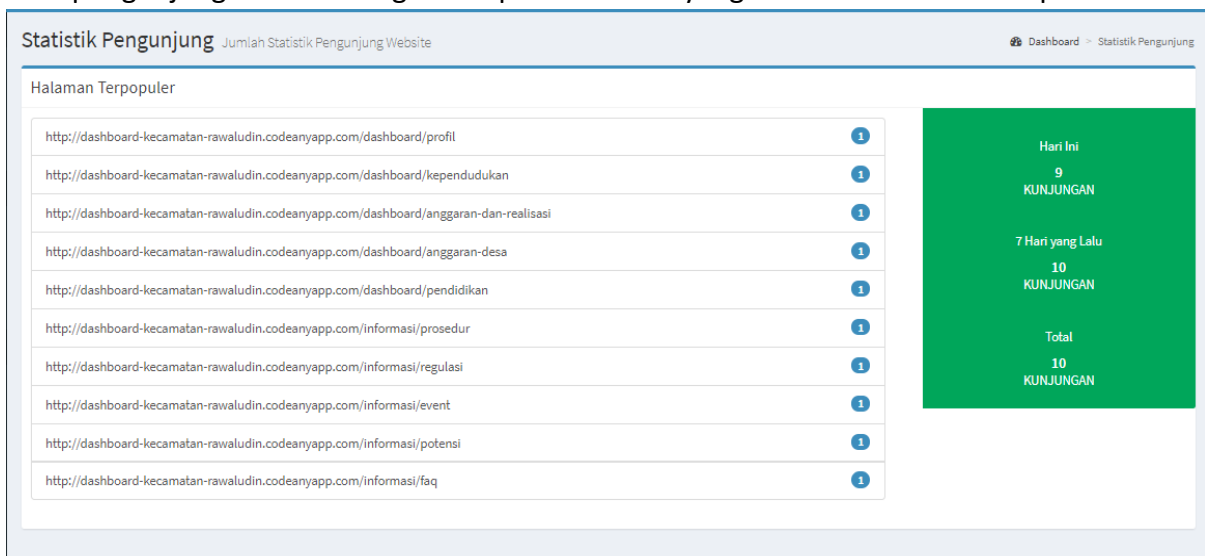 Statistik Pengunjung Jumlah Statistik Pengunjung Website
Dashboard > Statistik Pengunjung
Halaman Terpopuler
http://dashboard-kecamatan-rawaludin.codeanyapp.com/dashboard/profil 1
http://dashboard-kecamatan-rawaludin.codeanyapp.com/dashboard/kependudukan 1
http://dashboard-kecamatan-rawaludin.codeanyapp.com/dashboard/anggaran-dan-realisasi 1
http://dashboard-kecamatan-rawaludin.codeanyapp.com/dashboard/anggaran-desa 1
http://dashboard-kecamatan-rawaludin.codeanyapp.com/dashboard/pendidikan 1
http://dashboard-kecamatan-rawaludin.codeanyapp.com/informasi/prosedur 1
http://dashboard-kecamatan-rawaludin.codeanyapp.com/informasi/regulasi 1
http://dashboard-kecamatan-rawaludin.codeanyapp.com/informasi/event 1
http://dashboard-kecamatan-rawaludin.codeanyapp.com/informasi/potensi 1
http://dashboard-kecamatan-rawaludin.codeanyapp.com/informasi/faq 1
Hari Ini
9
KUNJUNGAN
7 Hari yang Lalu
10
KUNJUNGAN
Total
10
KUNJUNGAN